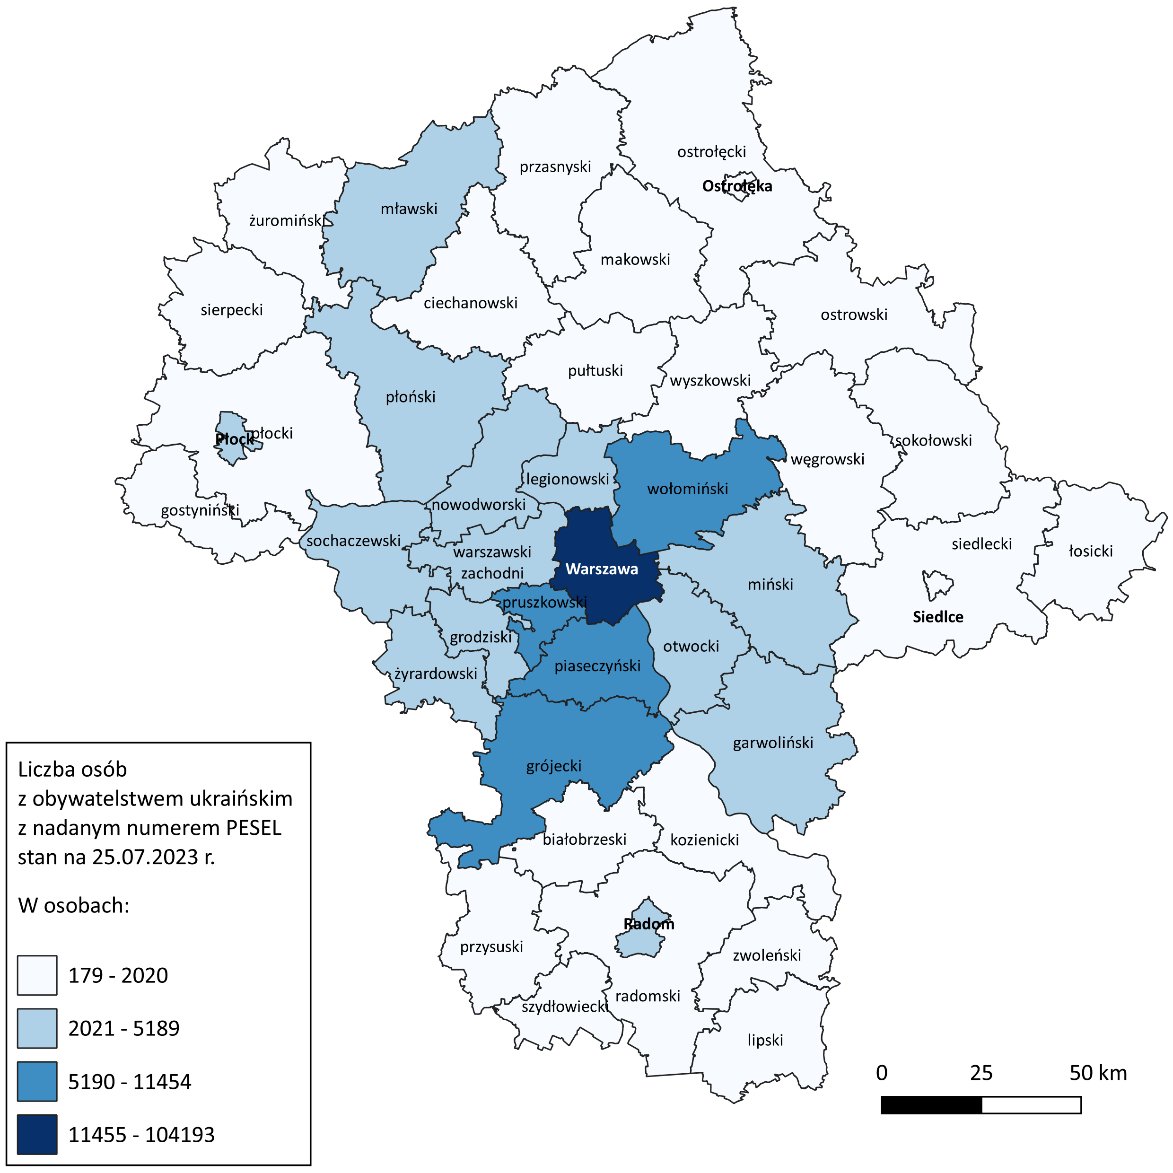 ostrołęcki
Ostrołęka
przasnyski
mławski
żuromiński
makowski
ciechanowski
sierpecki
ostrowski
pułtuski
wyszkowski
płoński
Płock
płocki
sokołowski
węgrowski
legionowski
wołomiński
nowodworski
gostyniński
sochaczewski
warszawski
zachodni
Warszawa
siedlecki
łosicki
miński
pruszkowski
Siedlce
grodziski
otwocki
piaseczyński
żyrardowski
garwoliński
grójecki
białobrzeski
kozienicki
Radom
przysuski
zwoleński
radomski
szydłowiecki
lipski
Liczba osób
z obywatelstwem ukraińskim
z nadanym numerem PESEL
stan na 25.07.2023 r.
W osobach:
179 - 2020
2021 - 5189
5190 - 11454
11455 - 104193
0 25 50 km